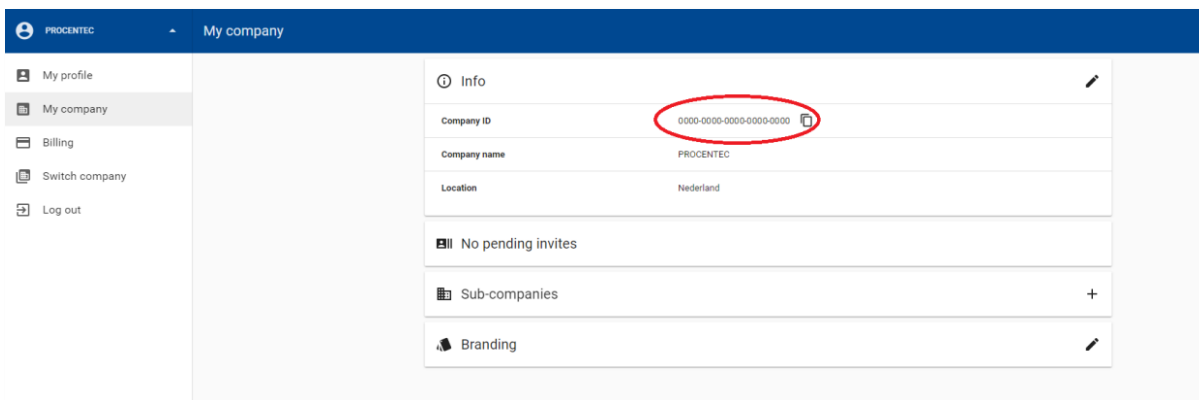 PROCENTEC
My company
My profile
My company
Billing
Switch company
Log out
Info
Company ID 0000-0000-0000-0000-0000
Company name PROCENTEC
Location Nederland
No pending invites
Sub-companies
Branding